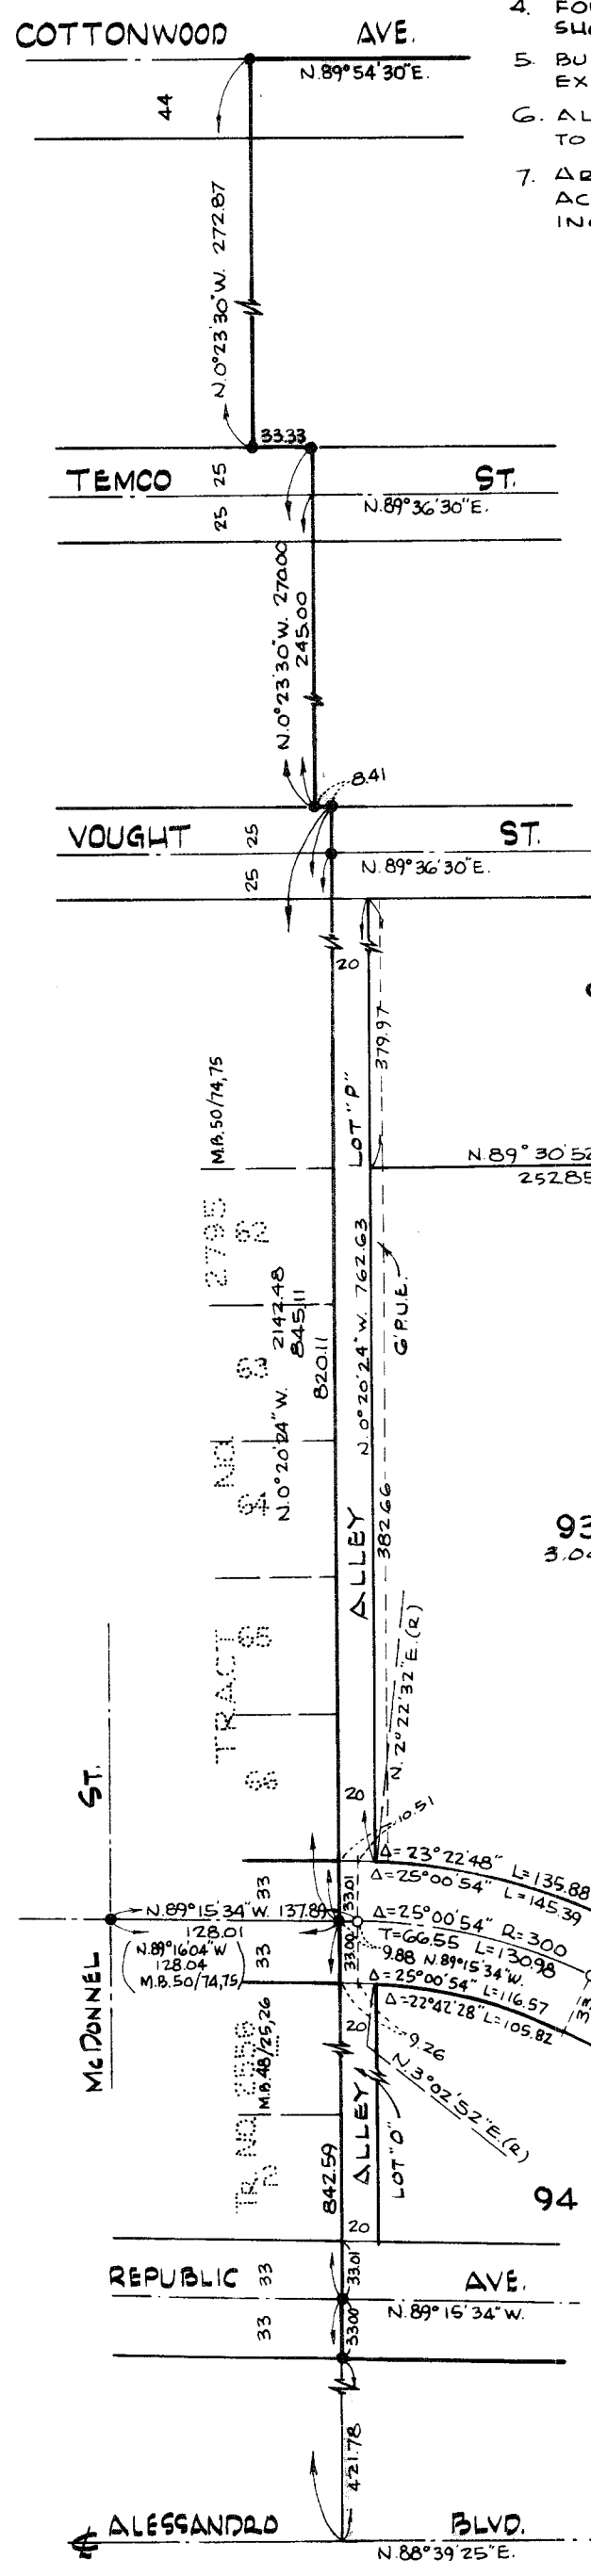 4. FO
SH
COTTONWOOD AVE.
N.89°54'30"E.
5. BU
EX
44
6. AL
TO
7. AR
AC
IN
N.0°23'30"W. 272.87
33.33
25
TEMCO ST.
N.89°36'30"E.
25
N.0°23'30"W. 270.00
245.00
8.41
25
VOUGHT ST.
N.89°36'30"E.
25
20
379.97
M.B.50/74,75
LOT "P"
N.89°30'52
252.85
TRACT NO 2795
N.0°20'24"W. 2142.48
845.11
820.11
N.0°20'24"W. 762.63
6' P.U.E.
ALLEY
382.66
93
3.04
N.2°22'32"E.(R)
20
10.51
Δ=23°22'48" L=135.88
Δ=25°00'54" L=145.39
33
33.01
N.89°15'34"W. 137.89
128.01
(N.89°16'04"W
128.04
M.B.50/74,75)
33
33.00
Δ=25°00'54" R=300
T=66.55 L=130.98
9.88 N.89°15'34"W.
Δ=25°00'54" L=116.57
Δ=22°42'28" L=105.82
McDONNEL ST.
20
9.26
N.3°02'52"E.(R)
TR. NO. 2556
M.B.48/25,26
842.59
ALLEY
LOT "O"
94
20
33
33.01
REPUBLIC AVE.
N.89°15'34"W.
33
33.00
421.78
ALESSANDRO BLVD.
N.88°39'25"E.